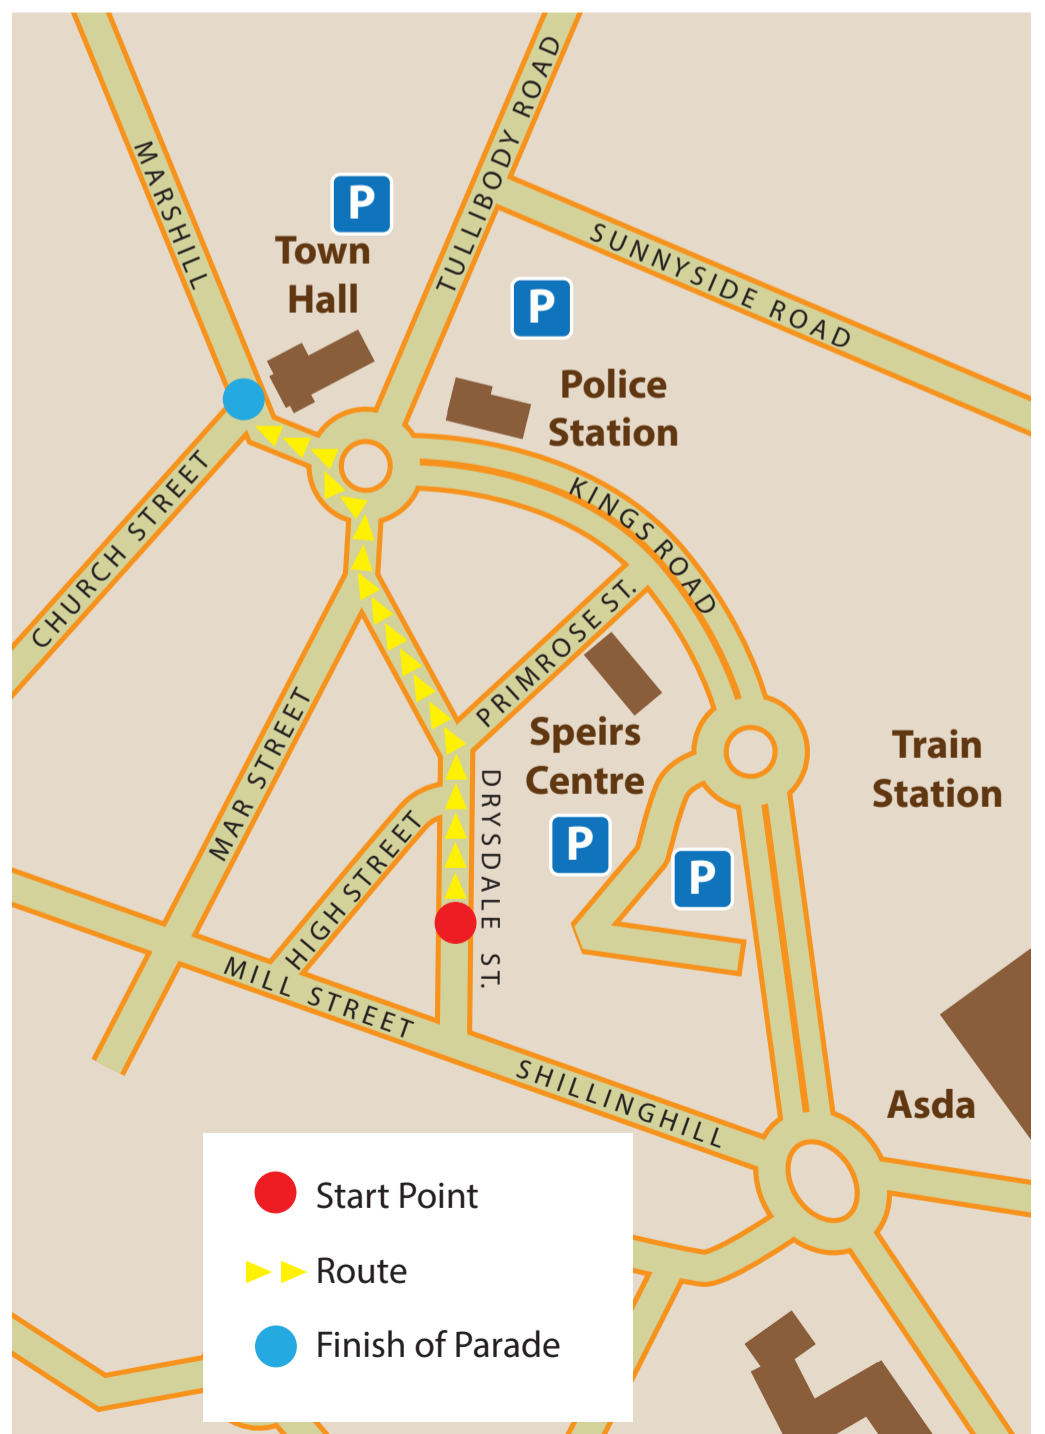 TULLIBODY ROAD
MARSHILL
P
Town
Hall
SUNNYSIDE ROAD
P
Police
Station
CHURCH STREET
KINGS ROAD
PRIMROSE ST.
MAR STREET
Speirs
Centre
Train
Station
DRYSDALE ST.
HIGH STREET
P
P
MILL STREET
SHILLINGHILL
Asda
Start Point
Route
Finish of Parade